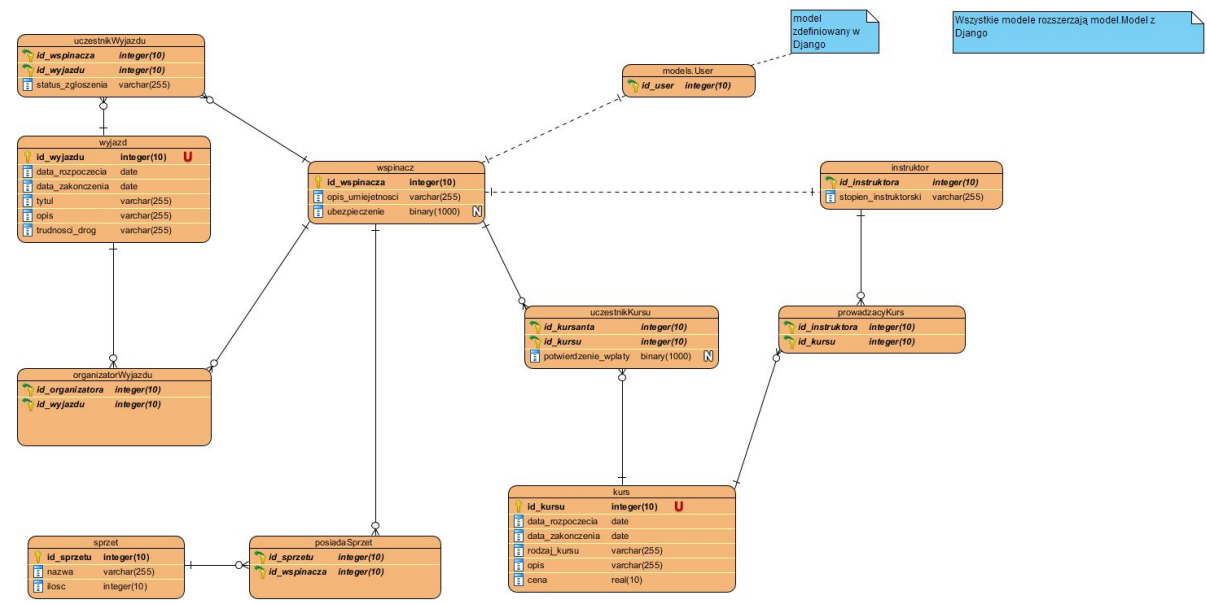 model
zdefiniowany w
Django
Wszystkie modele rozszerzają model.Model z
Django
uczestnikWyjazdu
id_wspinacza integer(10)
id_wyjazdu integer(10)
status_zgloszenia varchar(255)
models.User
id_user integer(10)
wyjazd
id_wyjazdu integer(10) U
data_rozpoczecia date
data_zakonczenia date
tytul varchar(255)
opis varchar(255)
trudnosci_drog varchar(255)
wspinacz
id_wspinacza integer(10)
opis_umiejetnosci varchar(255)
ubezpieczenie binary(1000) N
instruktor
id_instruktora integer(10)
stopien_instruktorski varchar(255)
uczestnikKursu
id_kursanta integer(10)
id_kursu integer(10)
potwierdzenie_wplaty binary(1000) N
prowadzacyKurs
id_instruktora integer(10)
id_kursu integer(10)
organizatorWyjazdu
id_organizatora integer(10)
id_wyjazdu integer(10)
kurs
id_kursu integer(10) U
data_rozpoczecia date
data_zakonczenia date
rodzaj_kursu varchar(255)
opis varchar(255)
cena real(10)
sprzet
id_sprzetu integer(10)
nazwa varchar(255)
ilosc integer(10)
posiadaSprzet
id_sprzetu integer(10)
id_wspinacza integer(10)